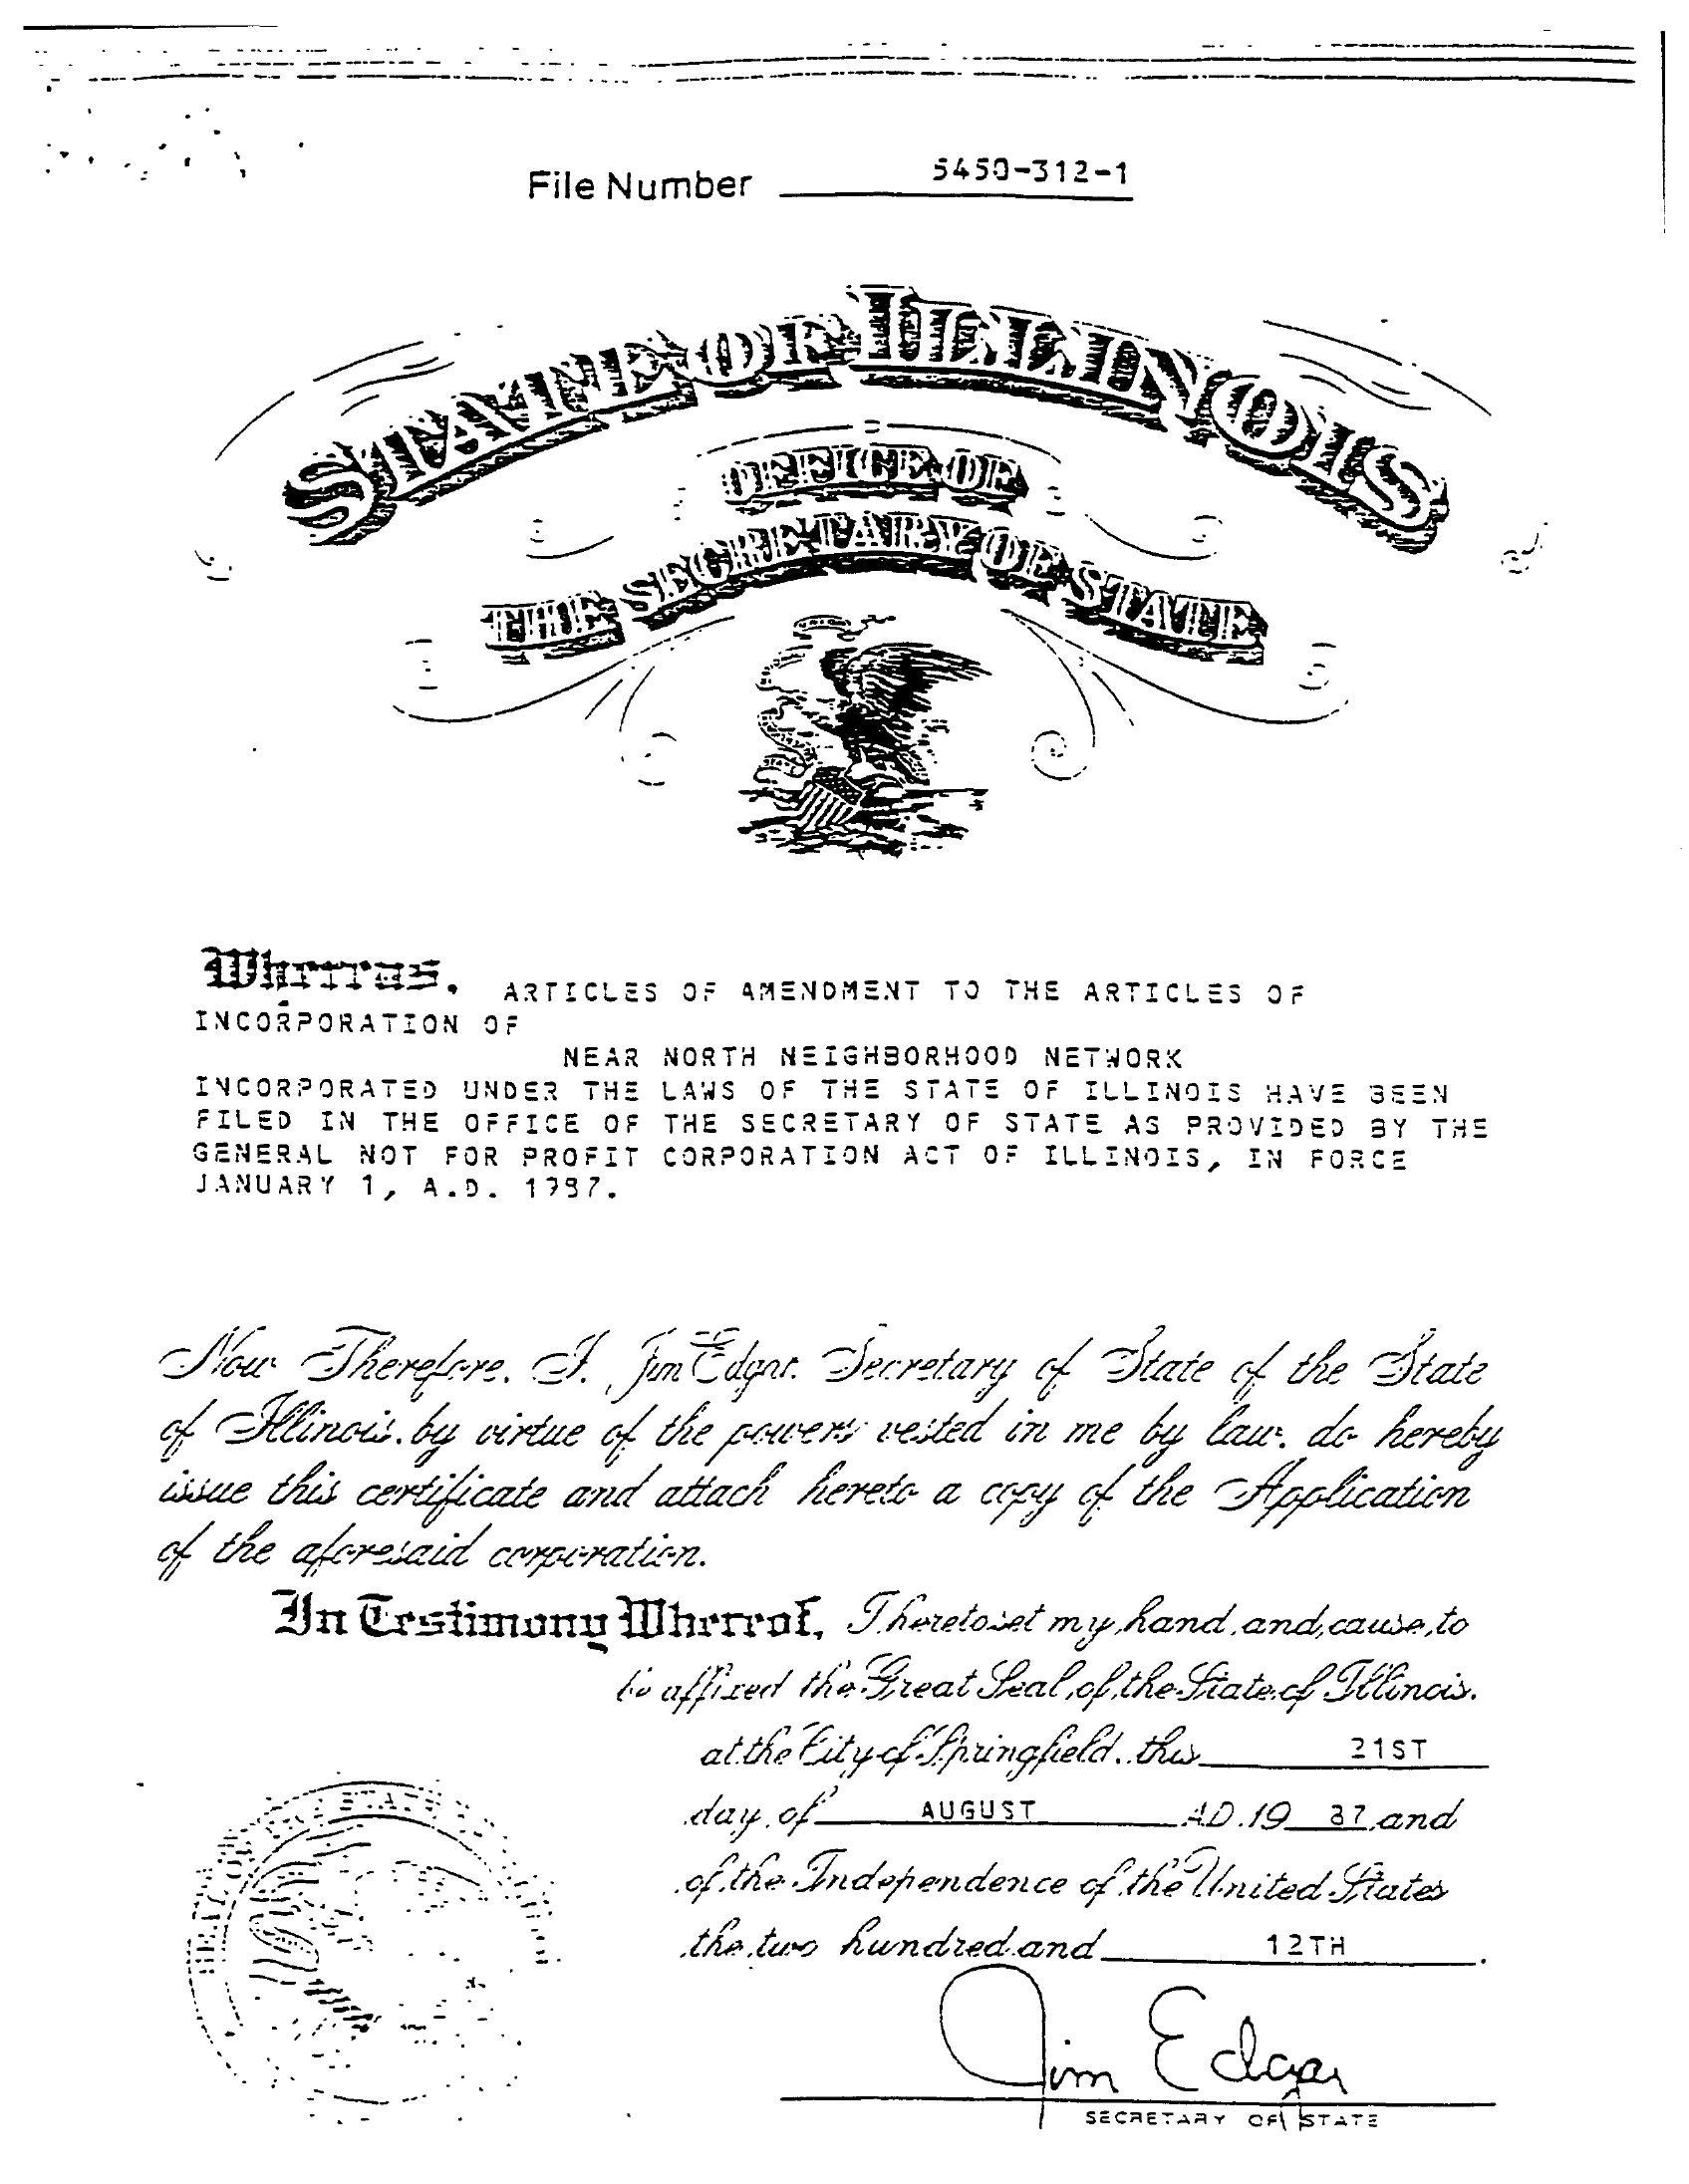 File Number 5450-312-1
STATE OF ILLINOIS
OFFICE OF
THE SECRETARY OF STATE
Whereas, ARTICLES OF AMENDMENT TO THE ARTICLES OF
INCORPORATION OF
NEAR NORTH NEIGHBORHOOD NETWORK
INCORPORATED UNDER THE LAWS OF THE STATE OF ILLINOIS HAVE BEEN
FILED IN THE OFFICE OF THE SECRETARY OF STATE AS PROVIDED BY THE
GENERAL NOT FOR PROFIT CORPORATION ACT OF ILLINOIS, IN FORCE
JANUARY 1, A.D. 1987.
Now Therefore, I, Jim Edgar, Secretary of State of the State
of Illinois, by virtue of the powers vested in me by law, do hereby
issue this certificate and attach hereto a copy of the Application
of the aforesaid corporation.
In Testimony Whereof, I hereto set my hand and cause to
be affixed the Great Seal of the State of Illinois,
at the City of Springfield, this 21ST
day of AUGUST A.D. 19 87 and
of the Independence of the United States
the two hundred and 12TH.
Jim Edgar
SECRETARY OF STATE